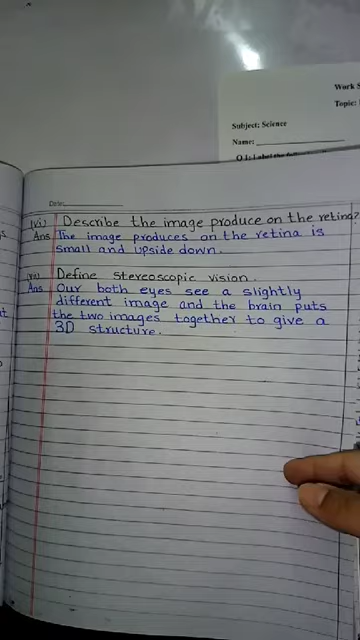 Work S
Topic:
Subject: Science
Name:
Date:
(vi) Describe the image produce on the retina?
Ans The image produces on the retina is
small and upside down.
(vii) Define stereoscopic vision.
Ans Our both eyes see a slightly
different image and the brain puts
the two images together to give a
3D structure.